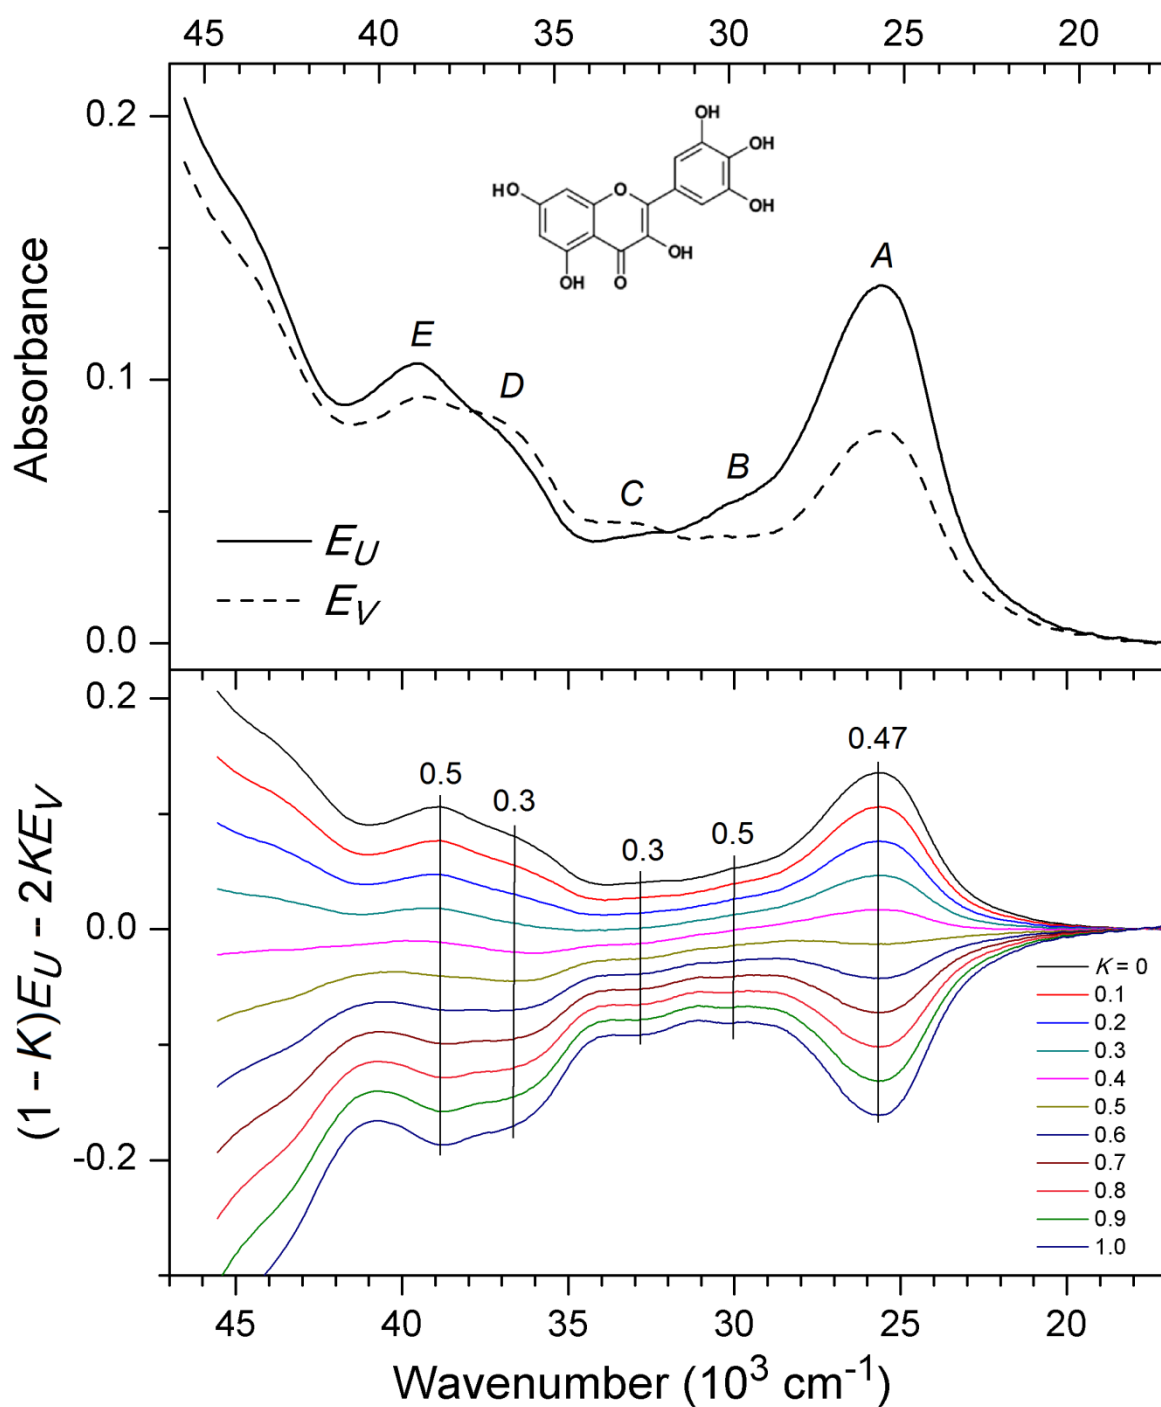 45 40 35 30 25 20
0.2
0.1
0.0
Absorbance
OH
OH
HO
O
OH
OH
OH
O
A
E
D
B
C
E_U
E_V
0.2
0.0
-0.2
(1 -- K)E_U -- 2KE_V
0.5
0.3
0.3
0.5
0.47
K = 0
0.1
0.2
0.3
0.4
0.5
0.6
0.7
0.8
0.9
1.0
45 40 35 30 25 20
Wavenumber (10³ cm⁻¹)